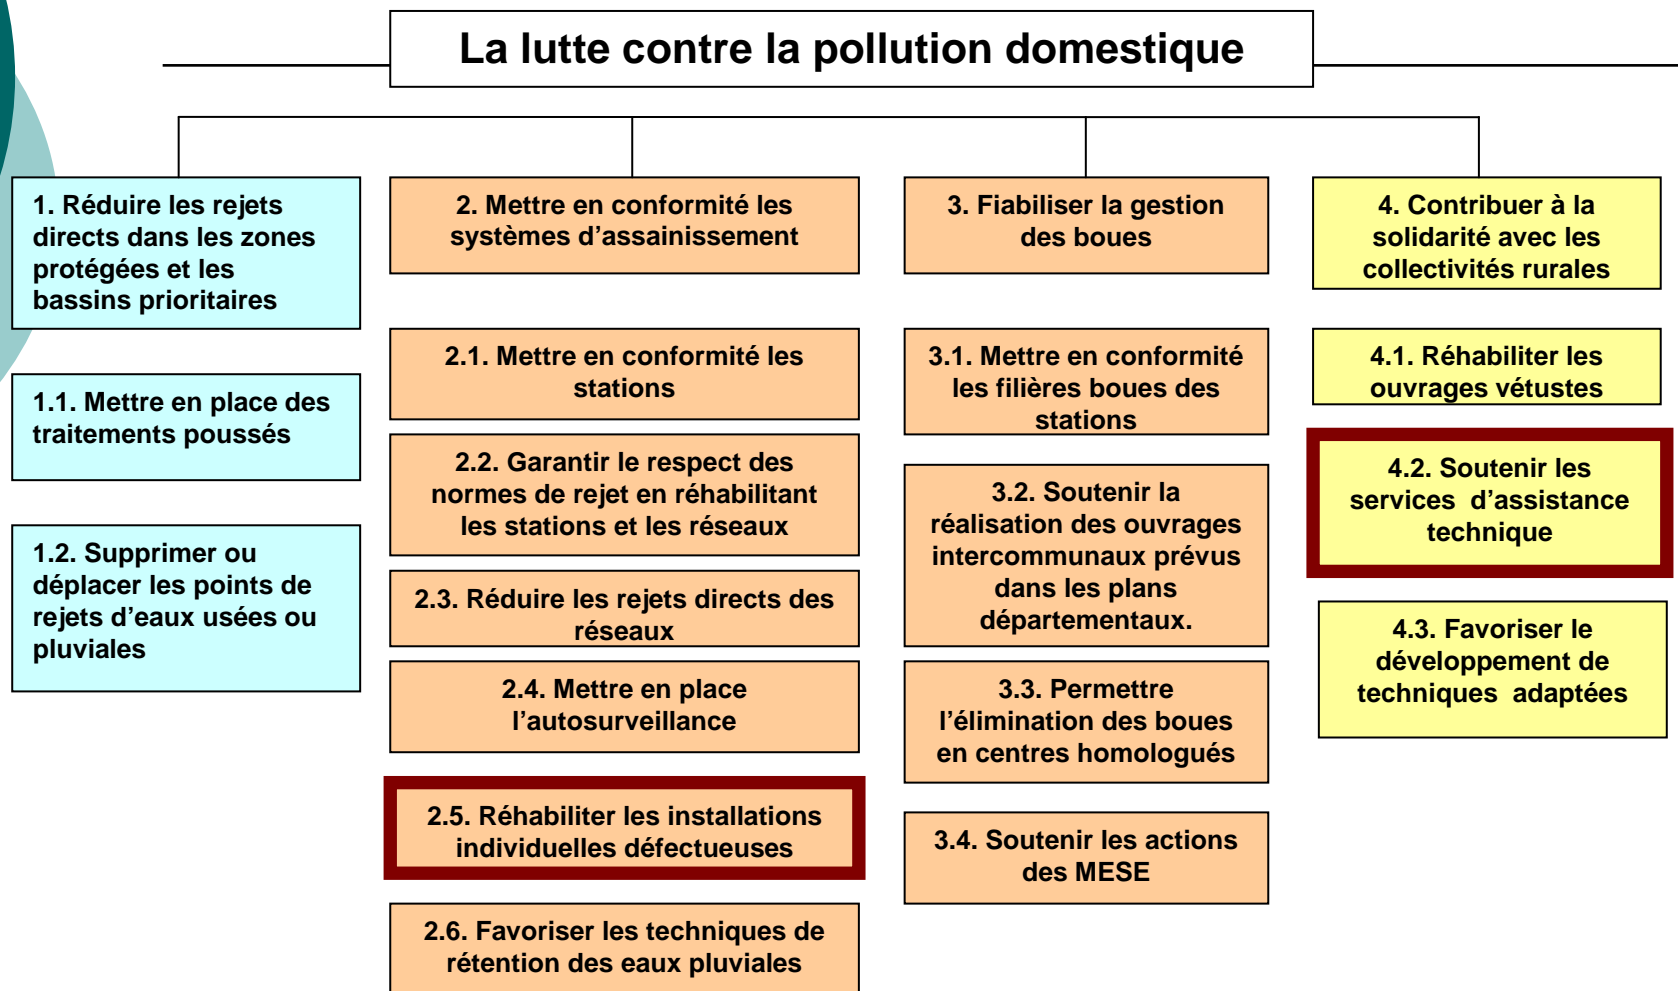 La lutte contre la pollution domestique
1. Réduire les rejets
directs dans les zones
protégées et les
bassins prioritaires
1.1. Mettre en place des
traitements poussés
1.2. Supprimer ou
déplacer les points de
rejets d'eaux usées ou
pluviales
2. Mettre en conformité les
systèmes d'assainissement
2.1. Mettre en conformité les
stations
2.2. Garantir le respect des
normes de rejet en réhabilitant
les stations et les réseaux
2.3. Réduire les rejets directs des
réseaux
2.4. Mettre en place
l'autosurveillance
2.5. Réhabiliter les installations
individuelles défectueuses
2.6. Favoriser les techniques de
rétention des eaux pluviales
3. Fiabiliser la gestion
des boues
3.1. Mettre en conformité
les filières boues des
stations
3.2. Soutenir la
réalisation des ouvrages
intercommunaux prévus
dans les plans
départementaux.
3.3. Permettre
l'élimination des boues
en centres homologués
3.4. Soutenir les actions
des MESE
4. Contribuer à la
solidarité avec les
collectivités rurales
4.1. Réhabiliter les
ouvrages vétustes
4.2. Soutenir les
services d'assistance
technique
4.3. Favoriser le
développement de
techniques adaptées